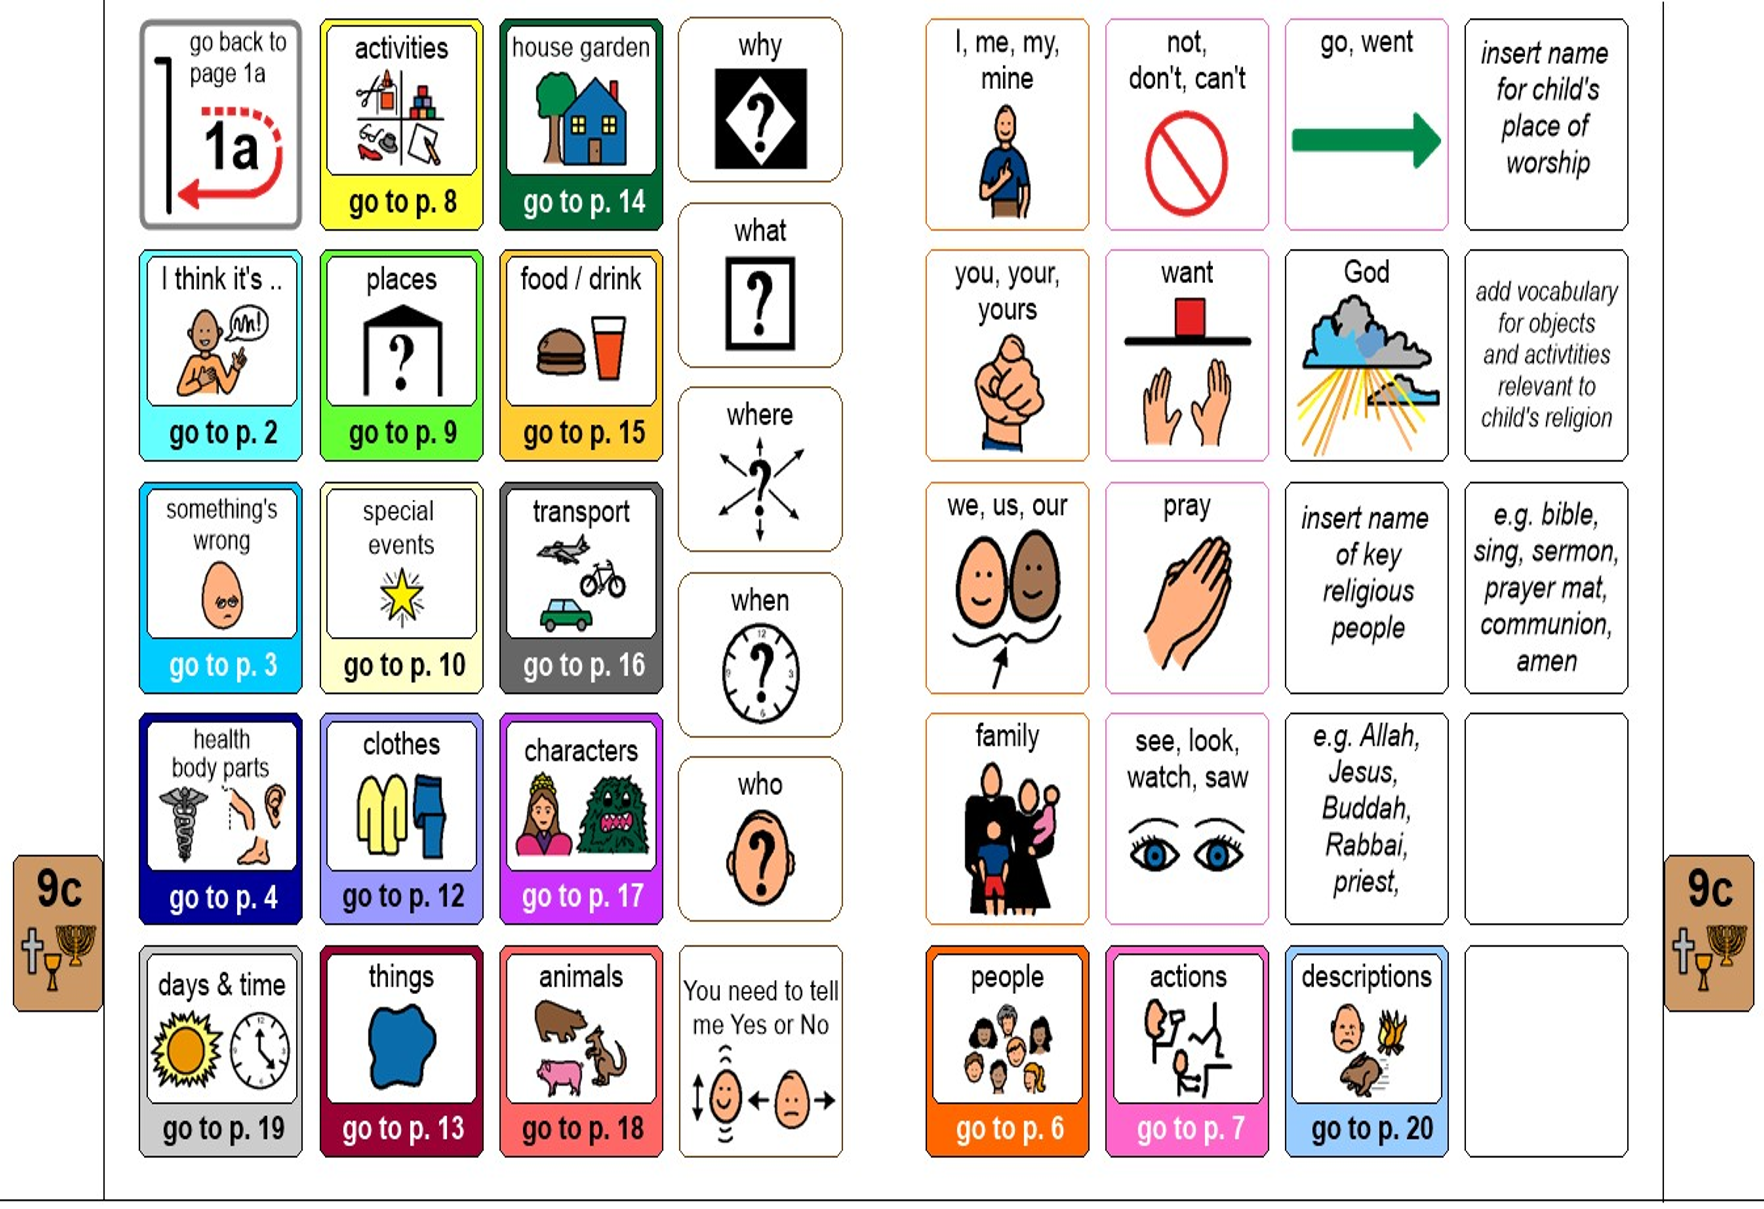 go back to
page 1a
1a
activities
go to p. 8
house garden
go to p. 14
why
?
I think it's ..
go to p. 2
places
?
go to p. 9
food / drink
go to p. 15
what
?
where
?
something's
wrong
go to p. 3
special
events
go to p. 10
transport
go to p. 16
when
12
?
9
3
6
health
body parts
go to p. 4
clothes
go to p. 12
characters
go to p. 17
who
?
days & time
go to p. 19
things
go to p. 13
animals
go to p. 18
You need to tell
me Yes or No
9c
I, me, my,
mine
not,
don't, can't
go, went
insert name
for child's
place of
worship
you, your,
yours
want
God
add vocabulary
for objects
and activtities
relevant to
child's religion
we, us, our
pray
insert name
of key
religious
people
e.g. bible,
sing, sermon,
prayer mat,
communion,
amen
family
see, look,
watch, saw
e.g. Allah,
Jesus,
Buddah,
Rabbai,
priest,
people
go to p. 6
actions
go to p. 7
descriptions
go to p. 20
9c